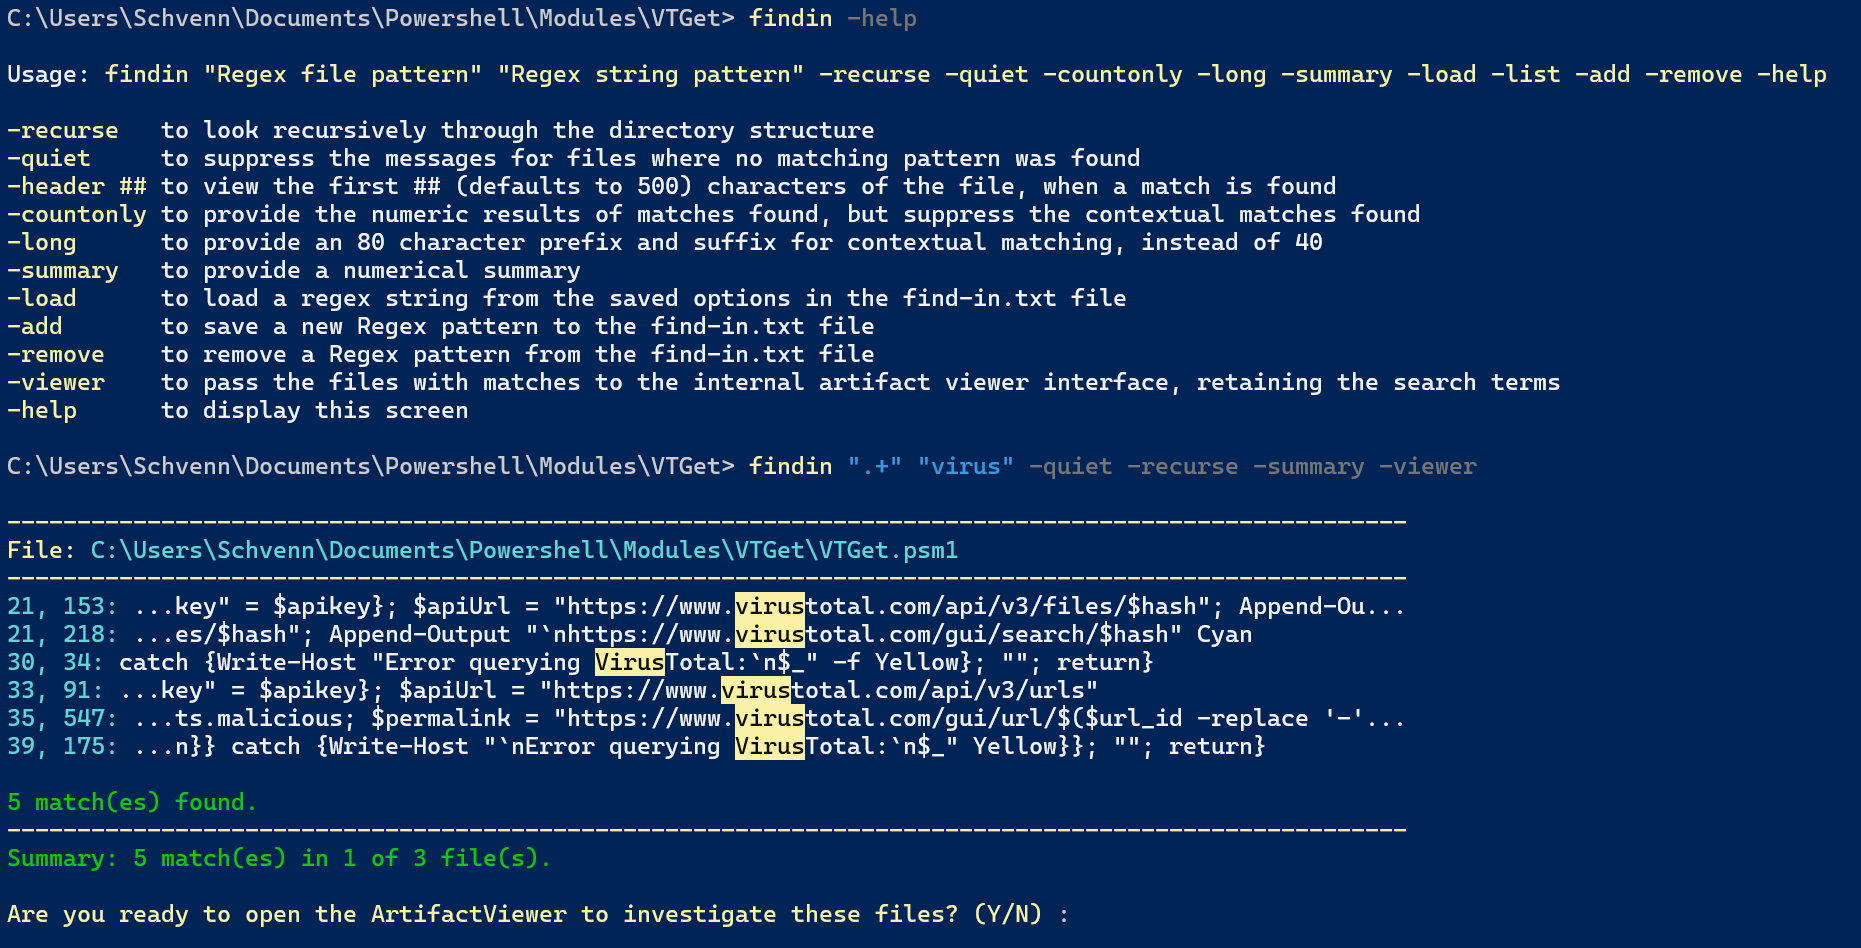 C:\Users\Schvenn\Documents\Powershell\Modules\VTGet> findin -help
Usage: findin "Regex file pattern" "Regex string pattern" -recurse -quiet -countonly -long -summary -load -list -add -remove -help
-recurse   to look recursively through the directory structure
-quiet     to suppress the messages for files where no matching pattern was found
-header ## to view the first ## (defaults to 500) characters of the file, when a match is found
-countonly to provide the numeric results of matches found, but suppress the contextual matches found
-long      to provide an 80 character prefix and suffix for contextual matching, instead of 40
-summary   to provide a numerical summary
-load      to load a regex string from the saved options in the find-in.txt file
-add       to save a new Regex pattern to the find-in.txt file
-remove    to remove a Regex pattern from the find-in.txt file
-viewer    to pass the files with matches to the internal artifact viewer interface, retaining the search terms
-help      to display this screen
C:\Users\Schvenn\Documents\Powershell\Modules\VTGet> findin ".+" "virus" -quiet -recurse -summary -viewer
----------------------------------------------------------------------------------------------------
File: C:\Users\Schvenn\Documents\Powershell\Modules\VTGet\VTGet.psm1
----------------------------------------------------------------------------------------------------
21, 153: ...key" = $apikey}; $apiUrl = "https://www.virustotal.com/api/v3/files/$hash"; Append-Ou...
21, 218: ...es/$hash"; Append-Output "`nhttps://www.virustotal.com/gui/search/$hash" Cyan
30, 34: catch {Write-Host "Error querying VirusTotal:`n$_" -f Yellow}; ""; return}
33, 91: ...key" = $apikey}; $apiUrl = "https://www.virustotal.com/api/v3/urls"
35, 547: ...ts.malicious; $permalink = "https://www.virustotal.com/gui/url/$($url_id -replace '-'...
39, 175: ...n}} catch {Write-Host "`nError querying VirusTotal:`n$_" Yellow}}; ""; return}
5 match(es) found.
----------------------------------------------------------------------------------------------------
Summary: 5 match(es) in 1 of 3 file(s).
Are you ready to open the ArtifactViewer to investigate these files? (Y/N) :